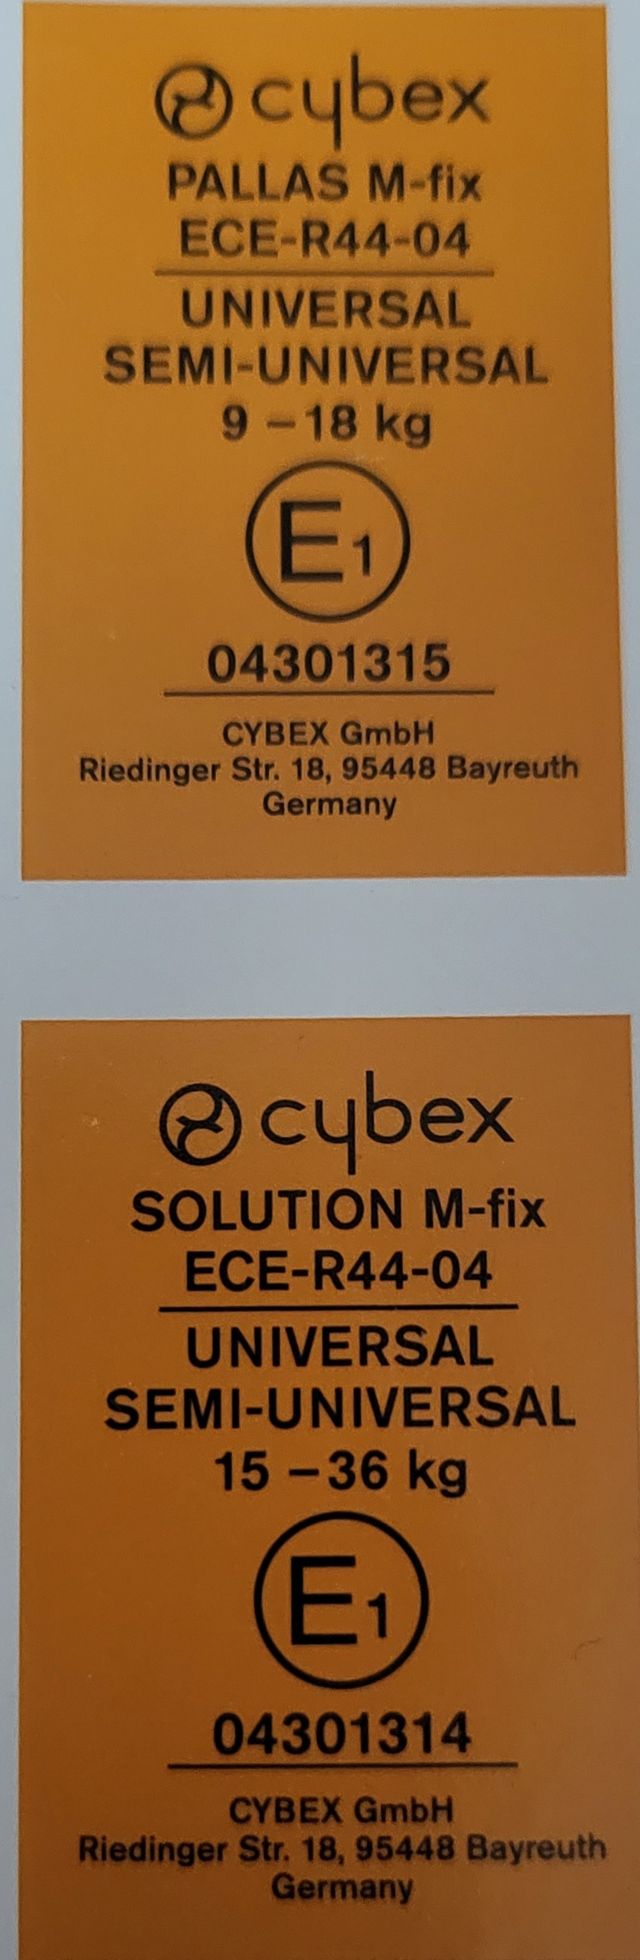 cybex
PALLAS M-fix
ECE-R44-04
UNIVERSAL
SEMI-UNIVERSAL
9 – 18 kg
E1
04301315
CYBEX GmbH
Riedinger Str. 18, 95448 Bayreuth
Germany
cybex
SOLUTION M-fix
ECE-R44-04
UNIVERSAL
SEMI-UNIVERSAL
15 – 36 kg
E1
04301314
CYBEX GmbH
Riedinger Str. 18, 95448 Bayreuth
Germany